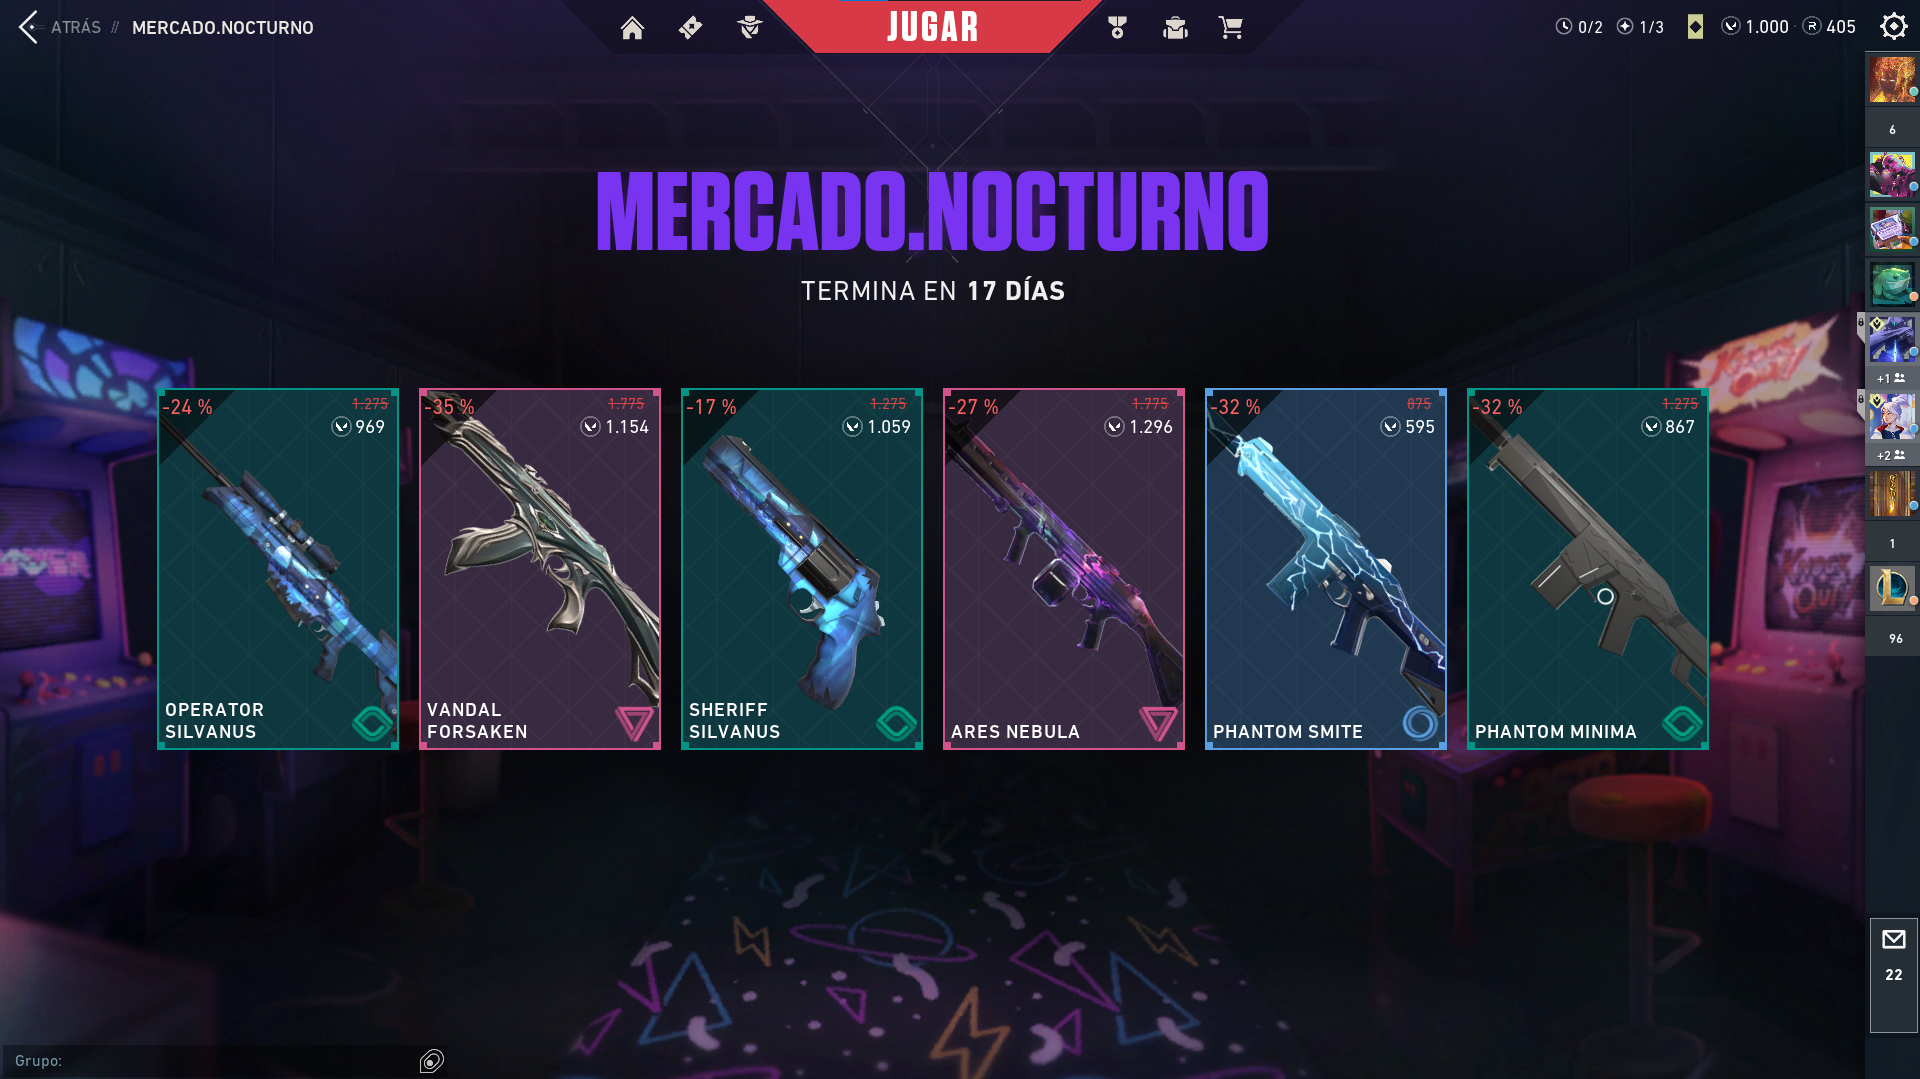 ATRÁS // MERCADO.NOCTURNO
JUGAR
0/2 1/3 1.000 405
MERCADO.NOCTURNO
TERMINA EN 17 DÍAS
-24 % 1.275
969
OPERATOR
SILVANUS
-35 % 1.775
1.154
VANDAL
FORSAKEN
-17 % 1.275
1.059
SHERIFF
SILVANUS
-27 % 1.775
1.296
ARES NEBULA
-32 % 875
595
PHANTOM SMITE
-32 % 1.275
867
PHANTOM MINIMA
6
+1
+2
1
96
22
Grupo: